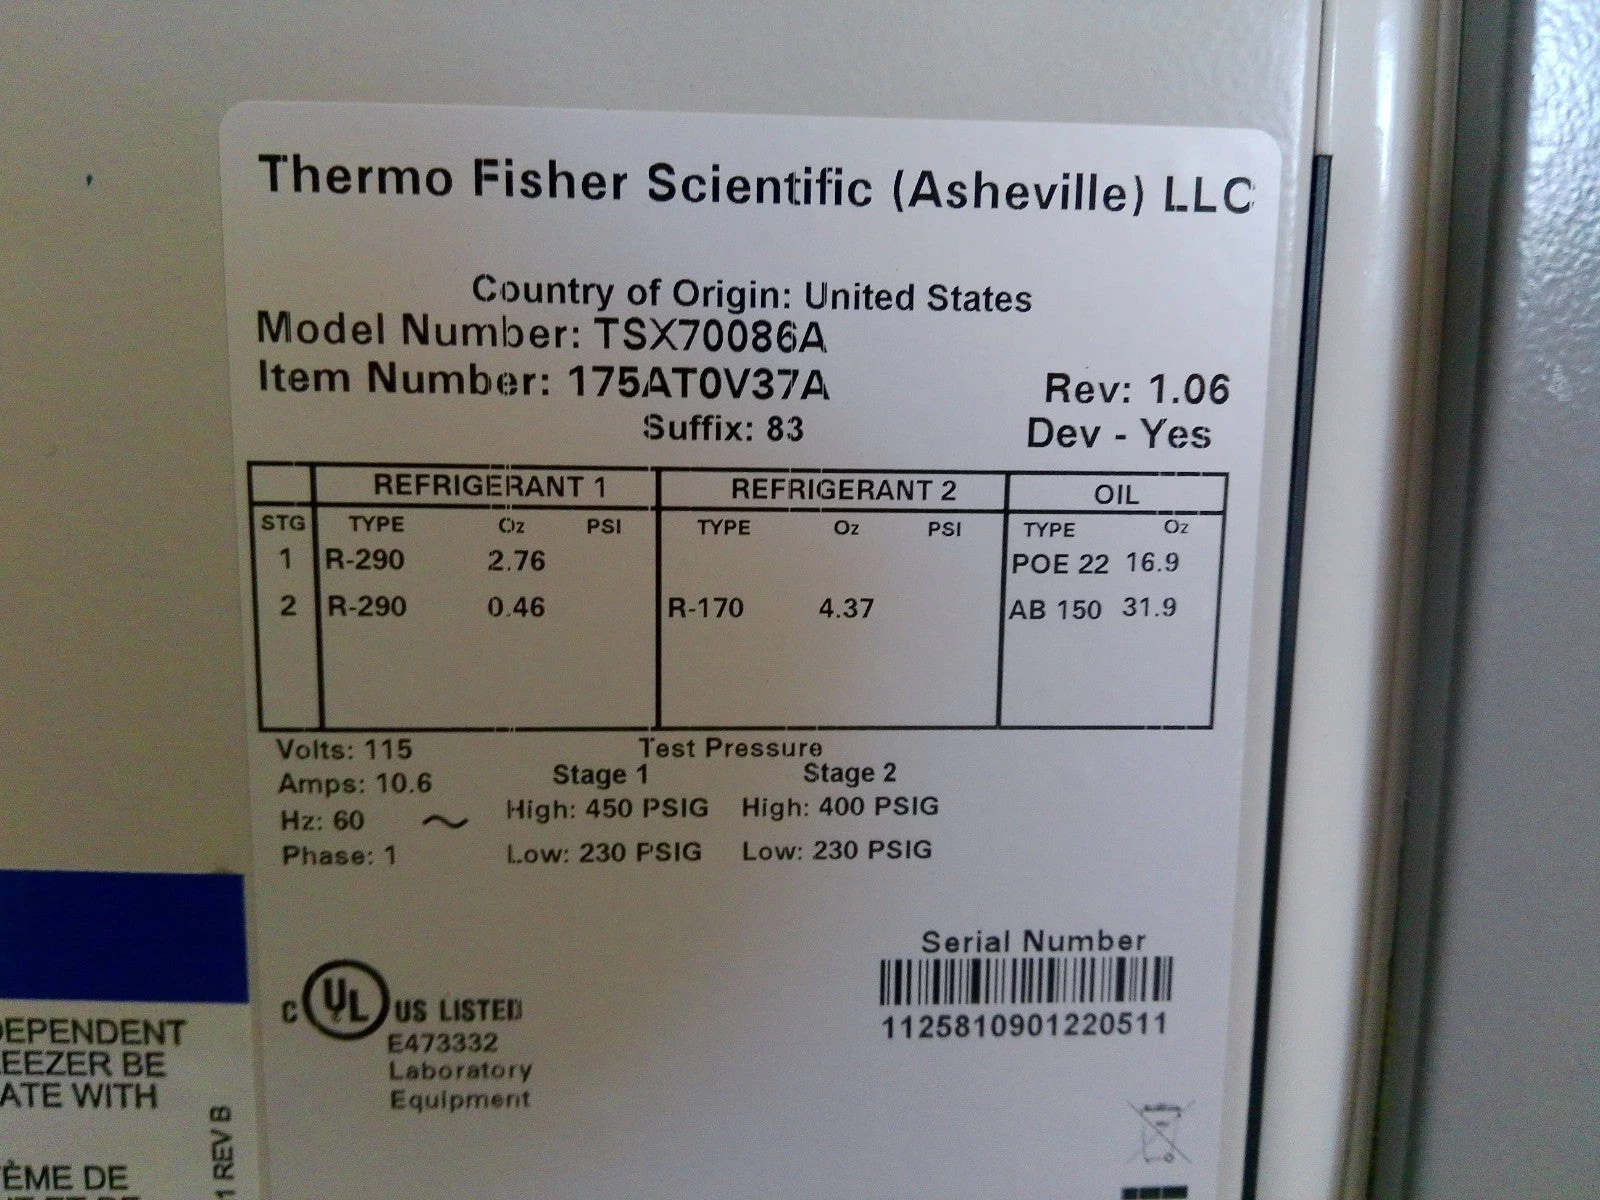 Thermo Fisher Scientific (Asheville) LLC
Country of Origin: United States
Model Number: TSX70086A
Item Number: 175AT0V37A Rev: 1.06
Suffix: 83 Dev - Yes
REFRIGERANT 1 REFRIGERANT 2 OIL
STG TYPE Oz PSI TYPE Oz PSI TYPE Oz
1 R-290 2.76 POE 22 16.9
2 R-290 0.46 R-170 4.37 AB 150 31.9
Volts: 115 Test Pressure
Amps: 10.6 Stage 1 Stage 2
Hz: 60 ~ High: 450 PSIG High: 400 PSIG
Phase: 1 Low: 230 PSIG Low: 230 PSIG
Serial Number
1125810901220511
C UL US LISTED
E473332
Laboratory
Equipment
DEPENDENT
EEZER BE
ATE WITH
ÈME DE
1 REV B